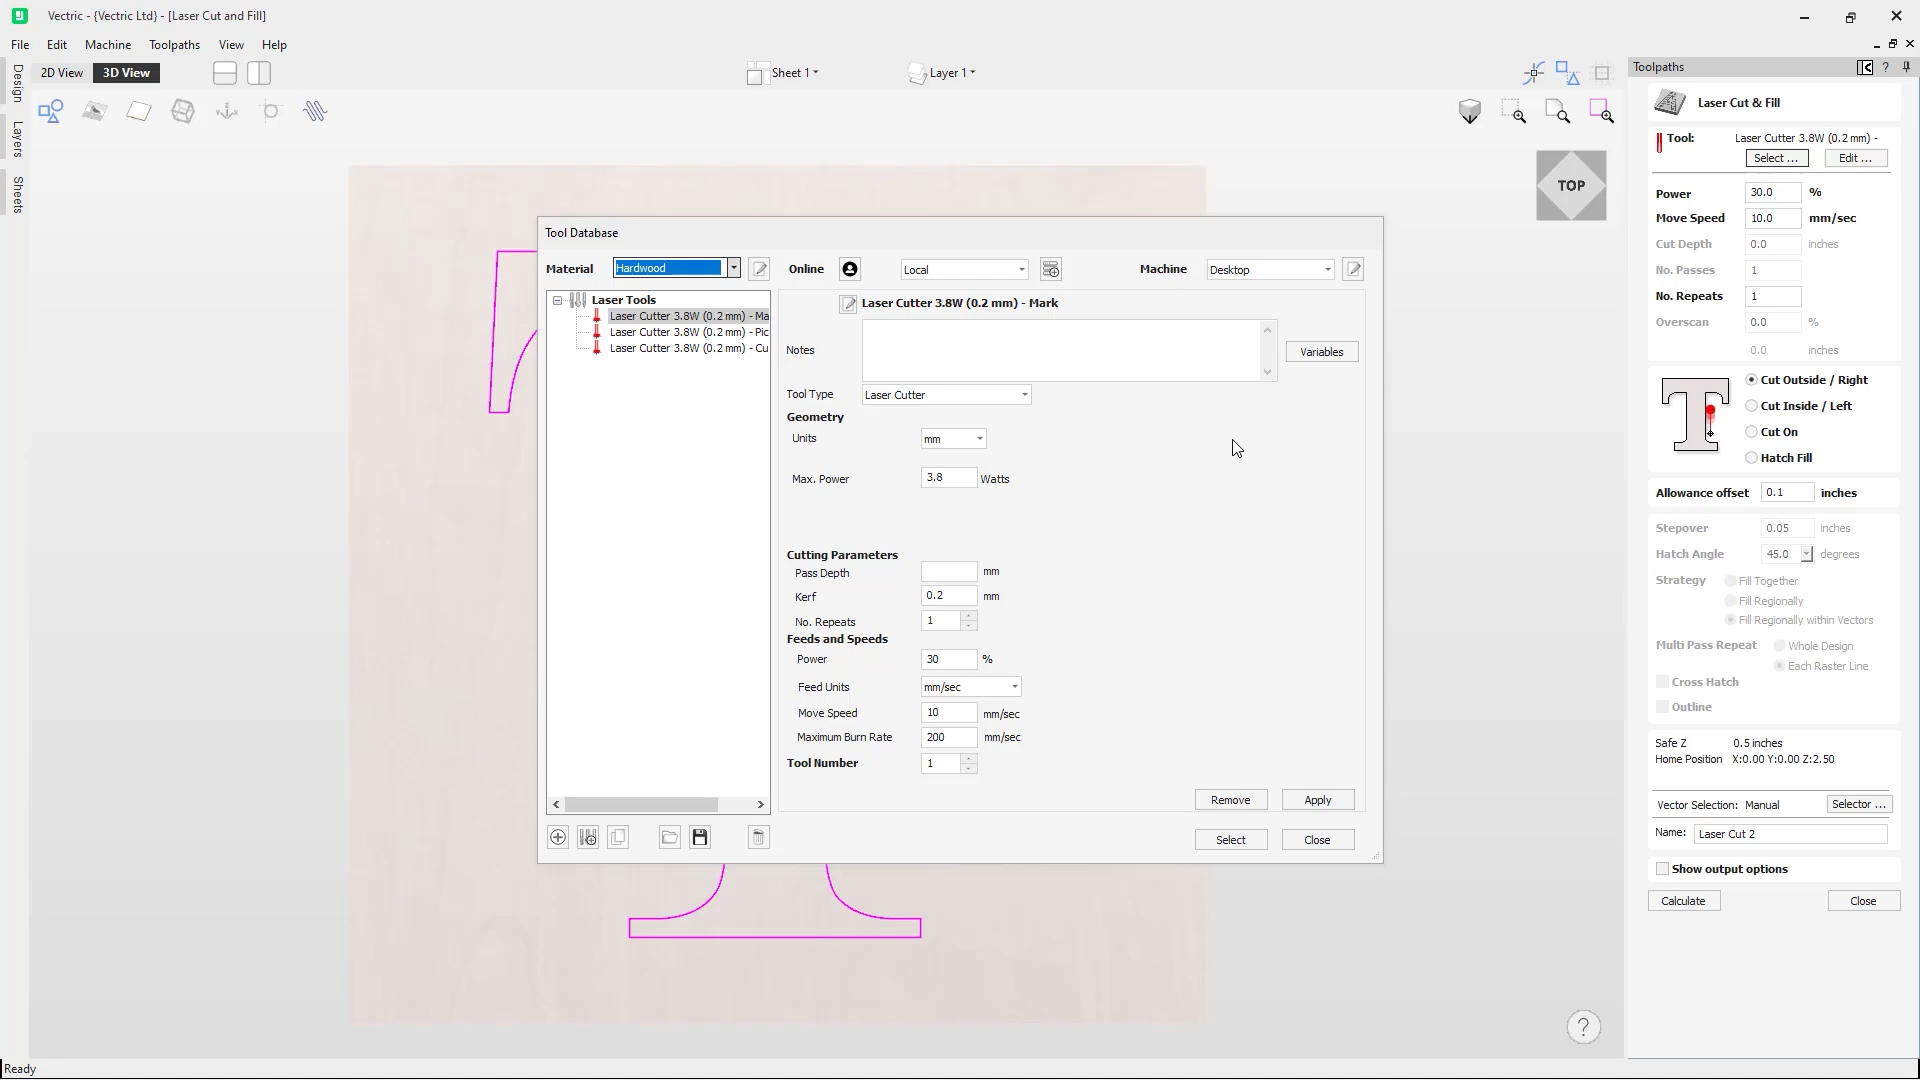 Vectric - {Vectric Ltd} - [Laser Cut and Fill]
File Edit Machine Toolpaths View Help
2D View 3D View Sheet 1 Layer 1
Design
Layers
Sheets
TOP
Tool Database
Material Hardwood Online Local Machine Desktop
Laser Tools
Laser Cutter 3.8W (0.2 mm) - Ma
Laser Cutter 3.8W (0.2 mm) - Pic
Laser Cutter 3.8W (0.2 mm) - Cu
Laser Cutter 3.8W (0.2 mm) - Mark
Notes
Variables
Tool Type Laser Cutter
Geometry
Units mm
Max. Power 3.8 Watts
Cutting Parameters
Pass Depth mm
Kerf 0.2 mm
No. Repeats 1
Feeds and Speeds
Power 30 %
Feed Units mm/sec
Move Speed 10 mm/sec
Maximum Burn Rate 200 mm/sec
Tool Number 1
Remove Apply
Select Close
Toolpaths ?
Laser Cut & Fill
Tool: Laser Cutter 3.8W (0.2 mm) -
Select ... Edit ...
Power 30.0 %
Move Speed 10.0 mm/sec
Cut Depth 0.0 inches
No. Passes 1
No. Repeats 1
Overscan 0.0 %
0.0 inches
Cut Outside / Right
Cut Inside / Left
Cut On
Hatch Fill
Allowance offset 0.1 inches
Stepover 0.05 inches
Hatch Angle 45.0 degrees
Strategy Fill Together
Fill Regionally
Fill Regionally within Vectors
Multi Pass Repeat Whole Design
Each Raster Line
Cross Hatch
Outline
Safe Z 0.5 inches
Home Position X:0.00 Y:0.00 Z:2.50
Vector Selection: Manual Selector ...
Name: Laser Cut 2
Show output options
Calculate Close
?
Ready